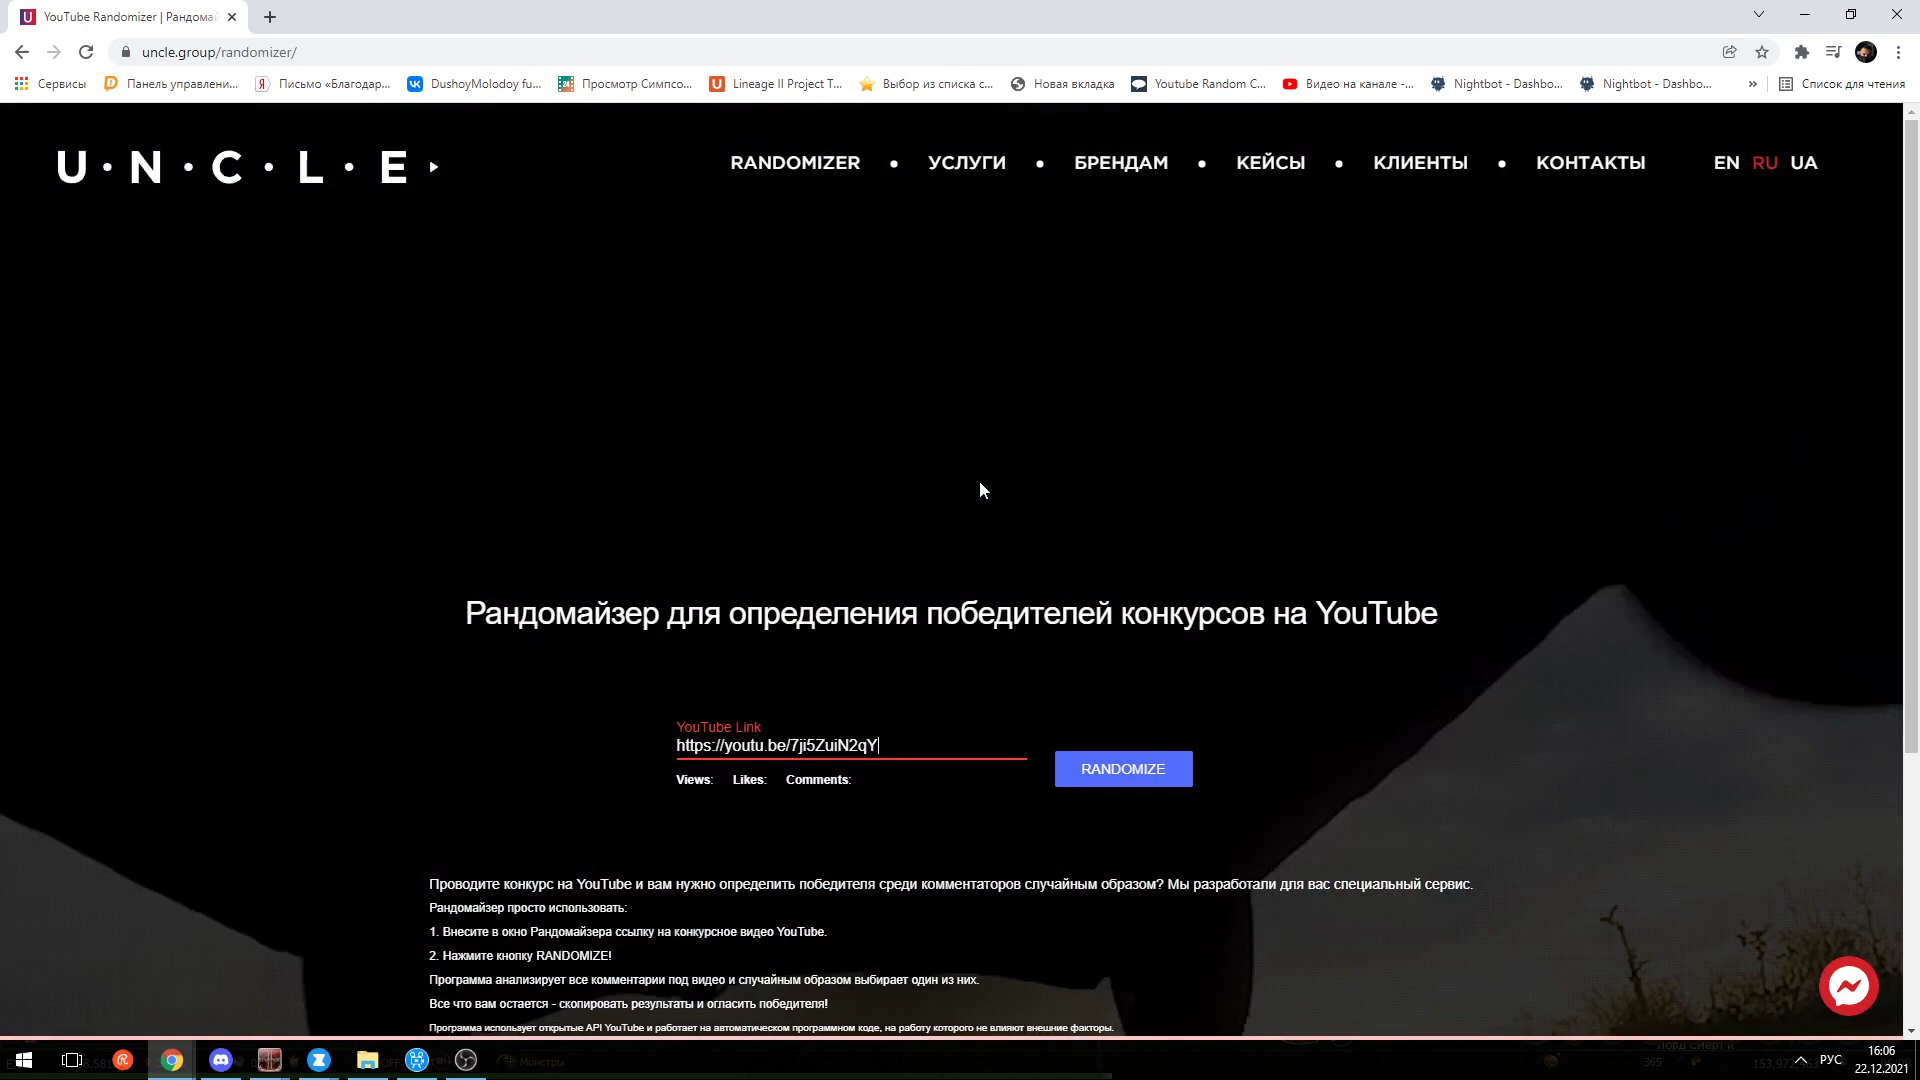 YouTube Randomizer | Рандомай
uncle.group/randomizer/
Сервисы
Панель управлени...
Письмо «Благодар...
DushoyMolodoy fu...
Просмотр Симпсо...
Lineage II Project T...
Выбор из списка с...
Новая вкладка
Youtube Random C...
Видео на канале -...
Nightbot - Dashbo...
Nightbot - Dashbo...
»
Список для чтения
U·N·C·L·E
RANDOMIZER • УСЛУГИ • БРЕНДАМ • КЕЙСЫ • КЛИЕНТЫ • КОНТАКТЫ
EN RU UA
Рандомайзер для определения победителей конкурсов на YouTube
YouTube Link
https://youtu.be/7ji5ZuiN2qY
Views: Likes: Comments:
RANDOMIZE
Проводите конкурс на YouTube и вам нужно определить победителя среди комментаторов случайным образом? Мы разработали для вас специальный сервис.
Рандомайзер просто использовать:
1. Внесите в окно Рандомайзера ссылку на конкурсное видео YouTube.
2. Нажмите кнопку RANDOMIZE!
Программа анализирует все комментарии под видео и случайным образом выбирает один из них.
Все что вам остается - скопировать результаты и огласить победителя!
Программа использует открытые API YouTube и работает на автоматическом программном коде, на работу которого не влияют внешние факторы.
Монстры
365
РУС
16:06
22.12.2021